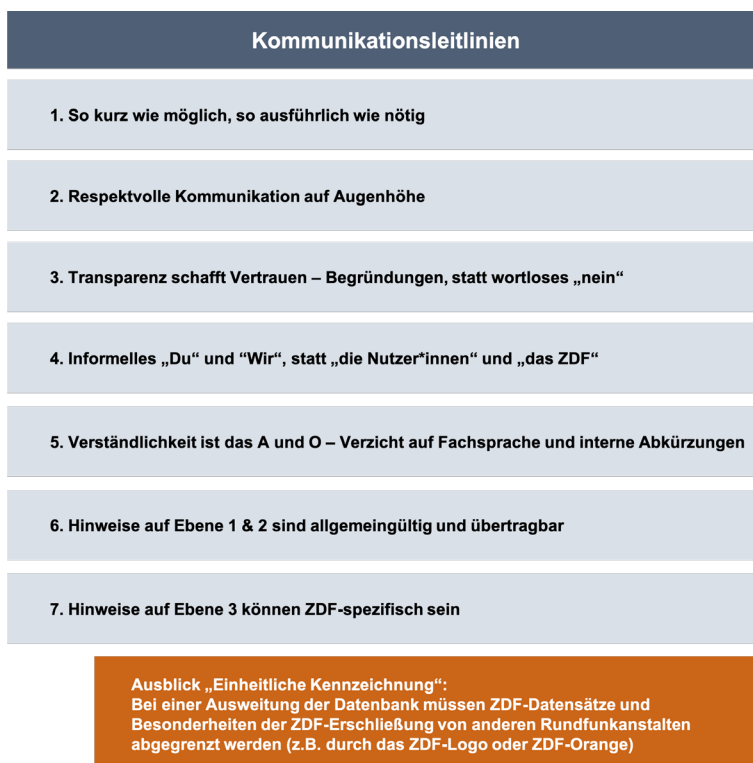 Kommunikationsleitlinien
1. So kurz wie möglich, so ausführlich wie nötig
2. Respektvolle Kommunikation auf Augenhöhe
3. Transparenz schafft Vertrauen – Begründungen, statt wortloses „nein“
4. Informelles „Du“ und “Wir“, statt „die Nutzer*innen“ und „das ZDF“
5. Verständlichkeit ist das A und O – Verzicht auf Fachsprache und interne Abkürzungen
6. Hinweise auf Ebene 1 & 2 sind allgemeingültig und übertragbar
7. Hinweise auf Ebene 3 können ZDF-spezifisch sein
Ausblick „Einheitliche Kennzeichnung“:
Bei einer Ausweitung der Datenbank müssen ZDF-Datensätze und
Besonderheiten der ZDF-Erschließung von anderen Rundfunkanstalten
abgegrenzt werden (z.B. durch das ZDF-Logo oder ZDF-Orange)